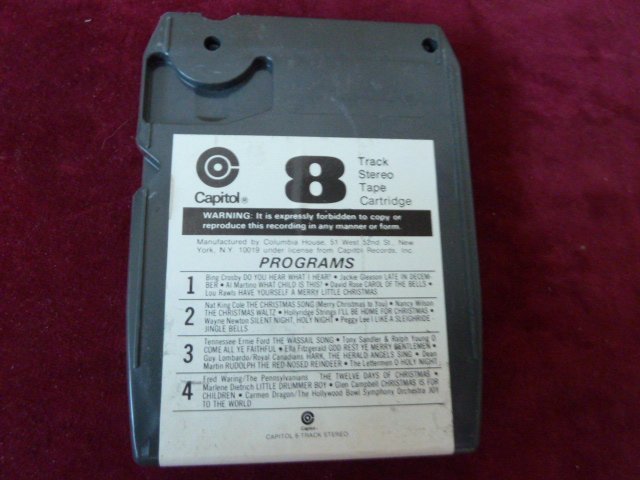 Capitol®
8
Track
Stereo
Tape
Cartridge
WARNING: It is expressly forbidden to copy or
reproduce this recording in any manner or form.
Manufactured by Columbia House, 51 West 52nd St., New
York, N.Y. 10019 under license from Capitol Records, Inc.
PROGRAMS
1 Bing Crosby DO YOU HEAR WHAT I HEAR? • Jackie Gleason LATE IN DECEM-
BER • Al Martino WHAT CHILD IS THIS? • David Rose CAROL OF THE BELLS •
Lou Rawls HAVE YOURSELF A MERRY LITTLE CHRISTMAS
2 Nat King Cole THE CHRISTMAS SONG (Merry Christmas to You) • Nancy Wilson
THE CHRISTMAS WALTZ • Hollyridge Strings I'LL BE HOME FOR CHRISTMAS •
Wayne Newton SILENT NIGHT, HOLY NIGHT • Peggy Lee I LIKE A SLEIGHRIDE
JINGLE BELLS
3 Tennessee Ernie Ford THE WASSAIL SONG • Tony Sandler & Ralph Young O
COME ALL YE FAITHFUL • Ella Fitzgerald GOD REST YE MERRY GENTLEMEN •
Guy Lombardo/Royal Canadians HARK, THE HERALD ANGELS SING • Dean
Martin RUDOLPH THE RED-NOSED REINDEER • The Lettermen O HOLY NIGHT
4 Fred Waring/The Pennsylvanians THE TWELVE DAYS OF CHRISTMAS •
Marlene Dietrich LITTLE DRUMMER BOY • Glen Campbell CHRISTMAS IS FOR
CHILDREN • Carmen Dragon/The Hollywood Bowl Symphony Orchestra JOY
TO THE WORLD
Capitol
CAPITOL 8-TRACK STEREO